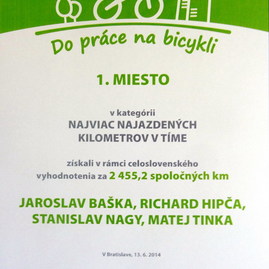 Do práce na bicykli
1. MIESTO
v kategórii
NAJVIAC NAJAZDENÝCH
KILOMETROV V TÍME
získali v rámci celoslovenského
vyhodnotenia za 2 455,2 spoločných km
JAROSLAV BAŠKA, RICHARD HIPČA,
STANISLAV NAGY, MATEJ TINKA
V Bratislave, 13. 6. 2014